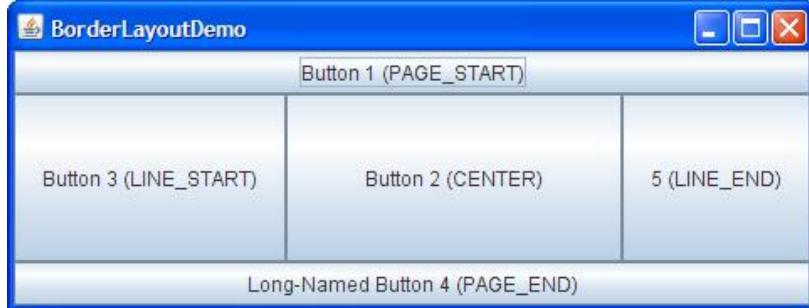 BorderLayoutDemo
Button 1 (PAGE_START)
Button 3 (LINE_START)
Button 2 (CENTER)
5 (LINE_END)
Long-Named Button 4 (PAGE_END)